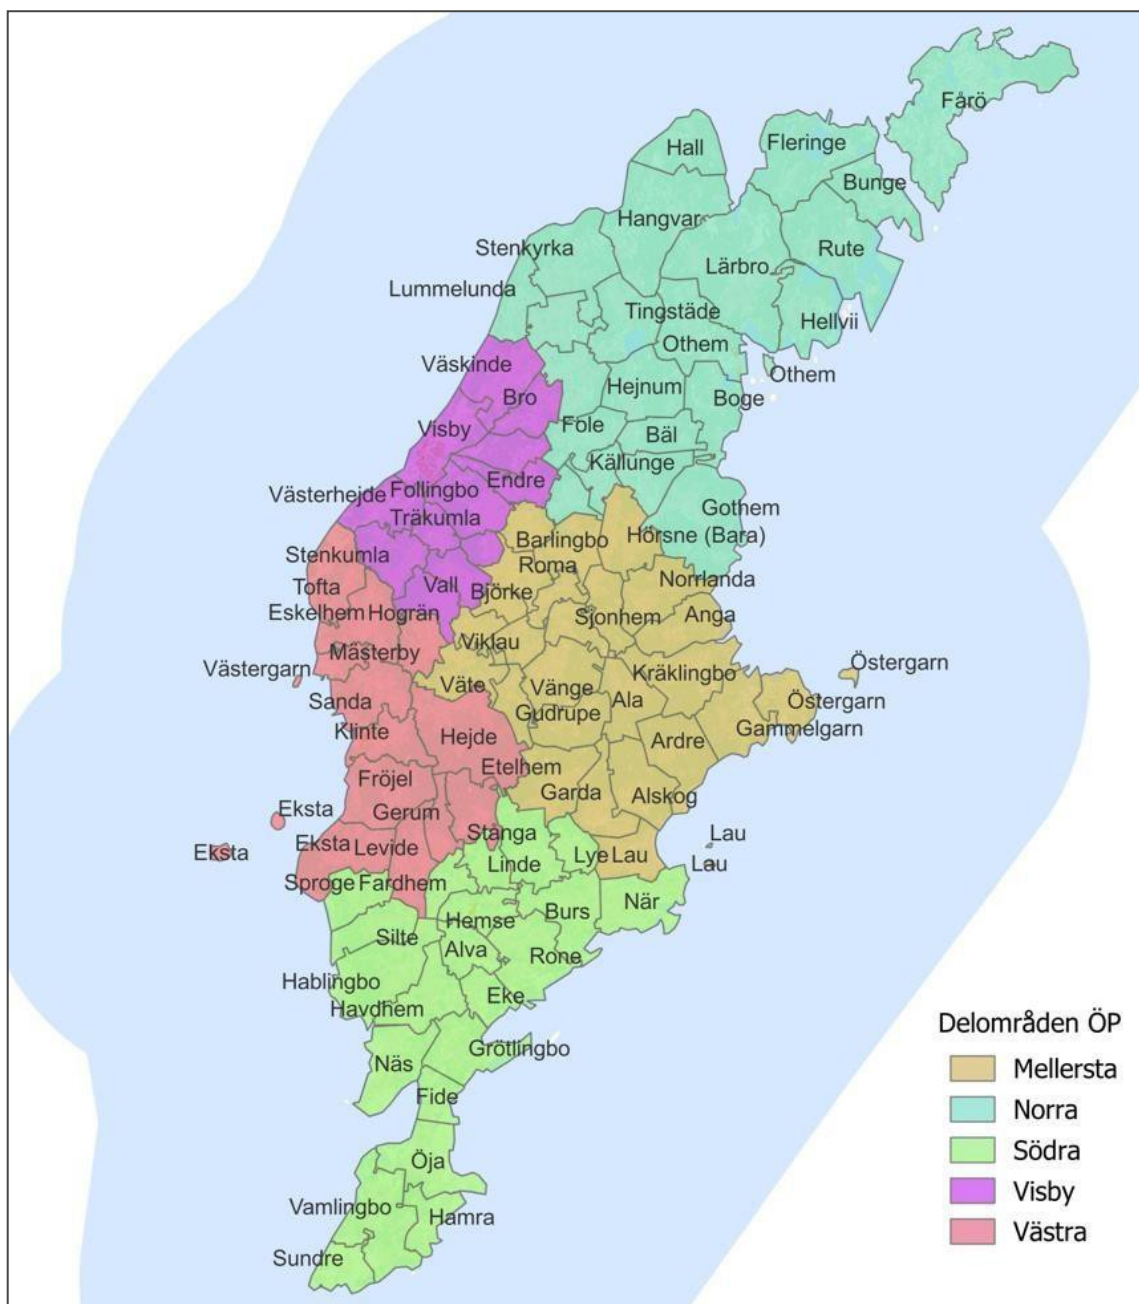 Fårö
Hall
Fleringe
Bunge
Hangvar
Stenkyrka
Rute
Lärbro
Lummelunda
Tingstäde
Hellvii
Othem
Väskinde
Othem
Bro
Hejnum
Boge
Visby
Fole
Bäl
Källunge
Endre
Västerhejde
Follingbo
Gothem
Träkumla
Hörsne (Bara)
Barlingbo
Stenkumla
Roma
Tofta
Vall
Björke
Norrlanda
Eskelhem
Hogrän
Sjonhem
Anga
Viklau
Mästerby
Östergarn
Västergarn
Kräklingbo
Väte
Vänge
Sanda
Ala
Östergarn
Gudrupe
Klinte
Hejde
Gammelgarn
Ardre
Etelhem
Fröjel
Garda
Alskog
Eksta
Gerum
Stånga
Lau
Eksta
Levide
Eksta
Linde
Lye
Lau
Lau
Sproge
Fardhem
När
Hemse
Burs
Silte
Alva
Rone
Hablingbo
Eke
Havdhem
Grötlingbo
Näs
Fide
Öja
Vamlingbo
Hamra
Sundre
Delområden ÖP
Mellersta
Norra
Södra
Visby
Västra